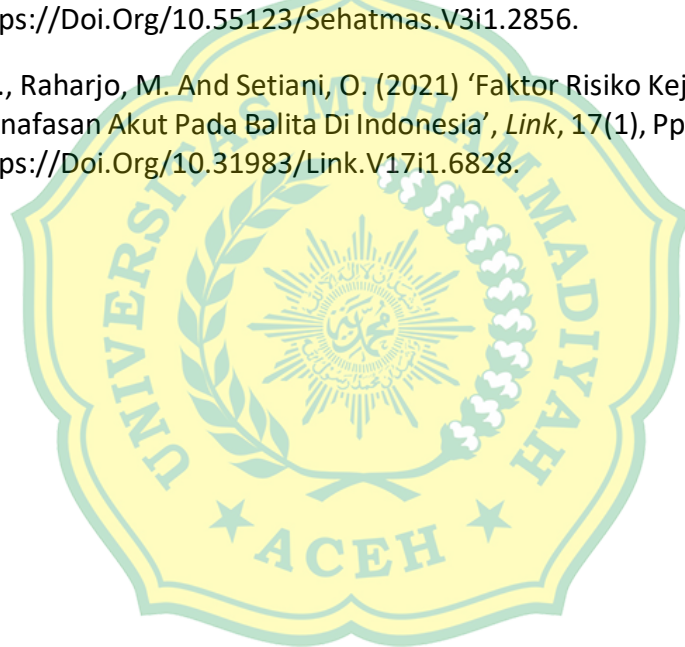 ps://Doi.Org/10.55123/Sehatmas.V3i1.2856.
., Raharjo, M. And Setiani, O. (2021) ‘Faktor Risiko Kej
nafasan Akut Pada Balita Di Indonesia’, Link, 17(1), Pp
ps://Doi.Org/10.31983/Link.V17i1.6828.
UNIVERSITAS MUHAMMADIYAH
ACEH